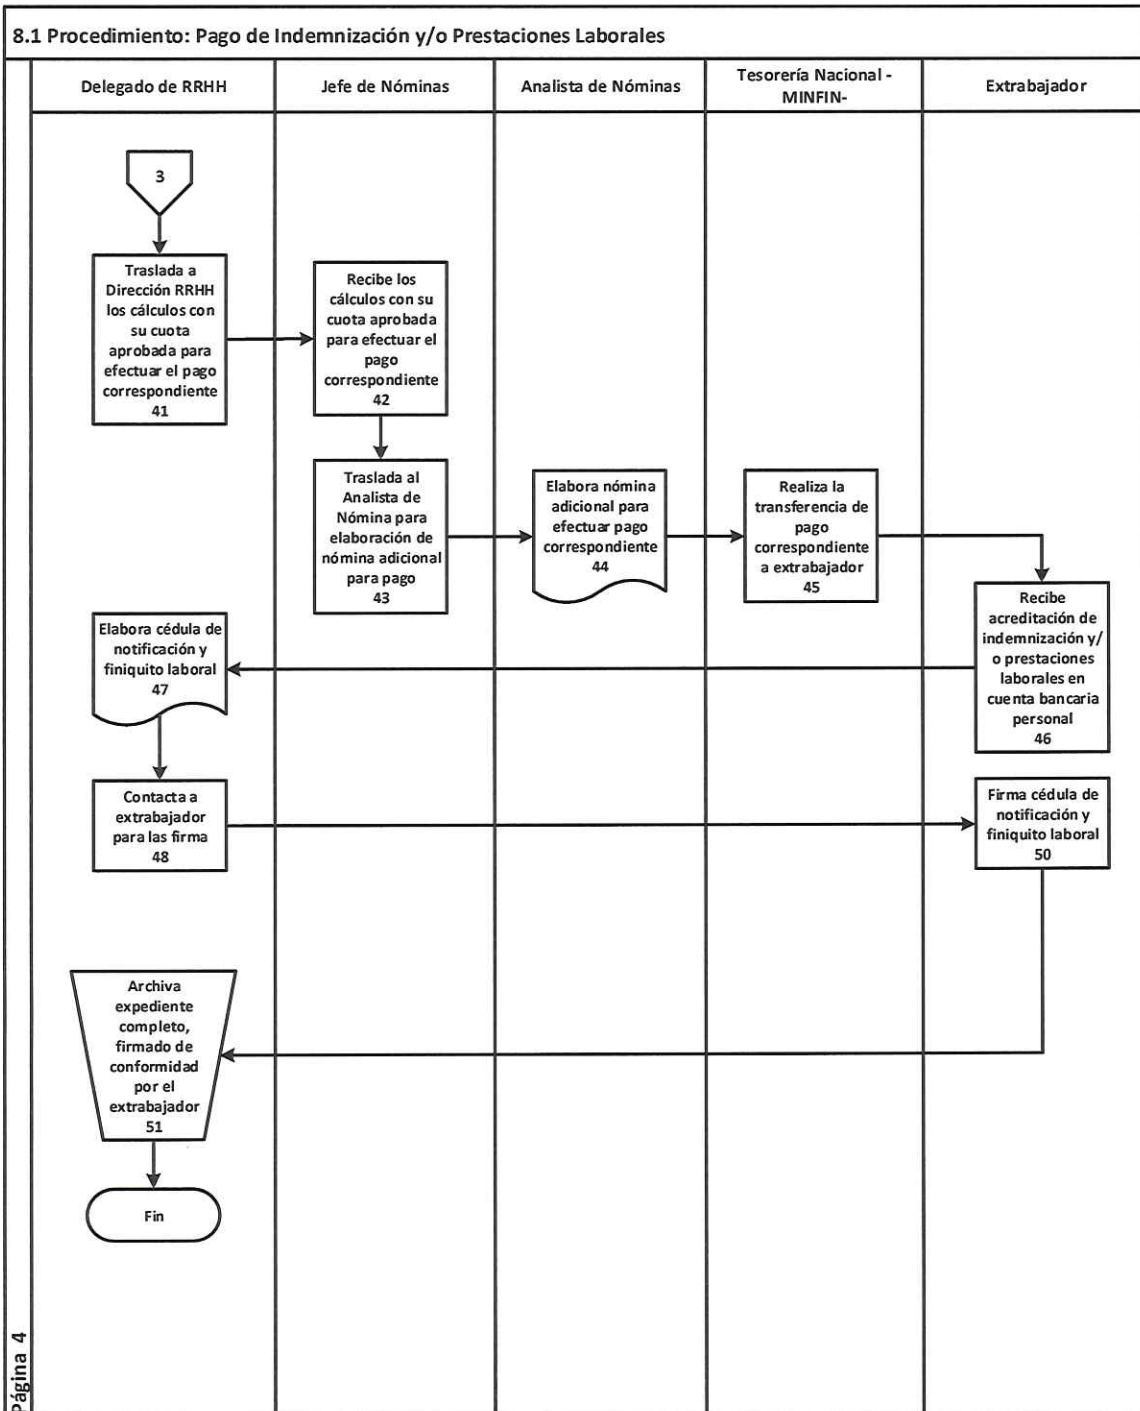 8.1 Procedimiento: Pago de Indemnización y/o Prestaciones Laborales
Delegado de RRHH
Jefe de Nóminas
Analista de Nóminas
Tesorería Nacional -
MINFIN-
Extrabajador
3
Traslada a
Dirección RRHH
los cálculos con
su cuota
aprobada para
efectuar el pago
correspondiente
41
Recibe los
cálculos con su
cuota aprobada
para efectuar el
pago
correspondiente
42
Traslada al
Analista de
Nómina para
elaboración de
nómina adicional
para pago
43
Elabora nómina
adicional para
efectuar pago
correspondiente
44
Realiza la
transferencia de
pago
correspondiente
a extrabajador
45
Recibe
acreditación de
indemnización y/
o prestaciones
laborales en
cuenta bancaria
personal
46
Elabora cédula de
notificación y
finiquito laboral
47
Contacta a
extrabajador
para las firma
48
Firma cédula de
notificación y
finiquito laboral
50
Archiva
expediente
completo,
firmado de
conformidad
por el
extrabajador
51
Fin
Página 4